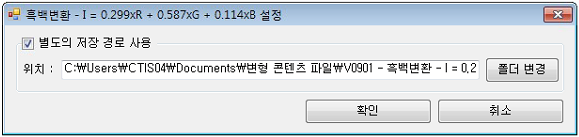 흑백변환 - I = 0.299xR + 0.587xG + 0.114xB 설정
별도의 저장 경로 사용
위치 : C:₩Users₩CTIS04₩Documents₩변형 콘텐츠 파일₩V0901 - 흑백변환 - I = 0,2 폴더 변경
확인 취소